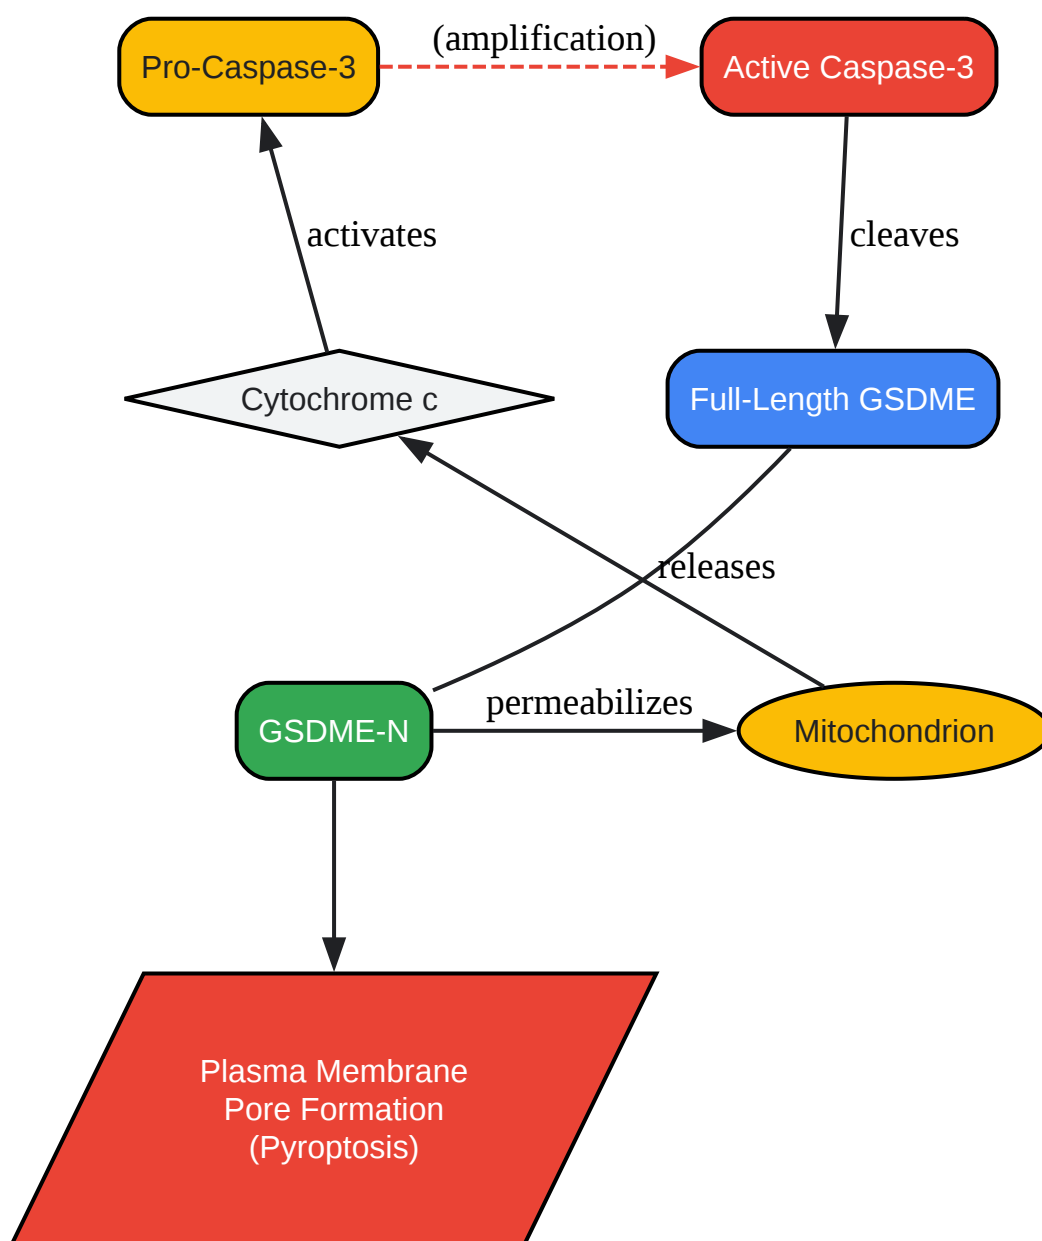 Pro-Caspase-3
(amplification)
Active Caspase-3
activates
cleaves
Cytochrome c
Full-Length GSDME
releases
GSDME-N
permeabilizes
Mitochondrion
Plasma Membrane
Pore Formation
(Pyroptosis)